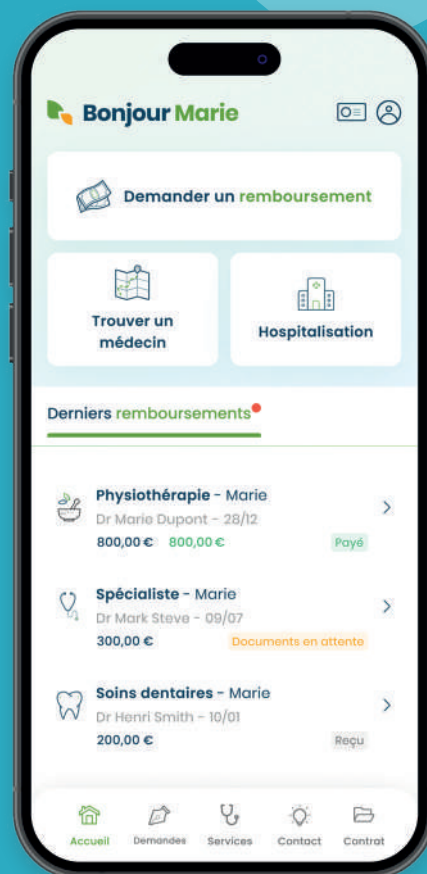 Bonjour Marie
Demander un remboursement
Trouver un
médecin
Hospitalisation
Derniers remboursements
Physiothérapie - Marie
Dr Marie Dupont - 28/12
800,00 € 800,00 €
Payé
Spécialiste - Marie
Dr Mark Steve - 09/07
300,00 €
Documents en attente
Soins dentaires - Marie
Dr Henri Smith - 10/01
200,00 €
Reçu
Accueil
Demandes
Services
Contact
Contrat